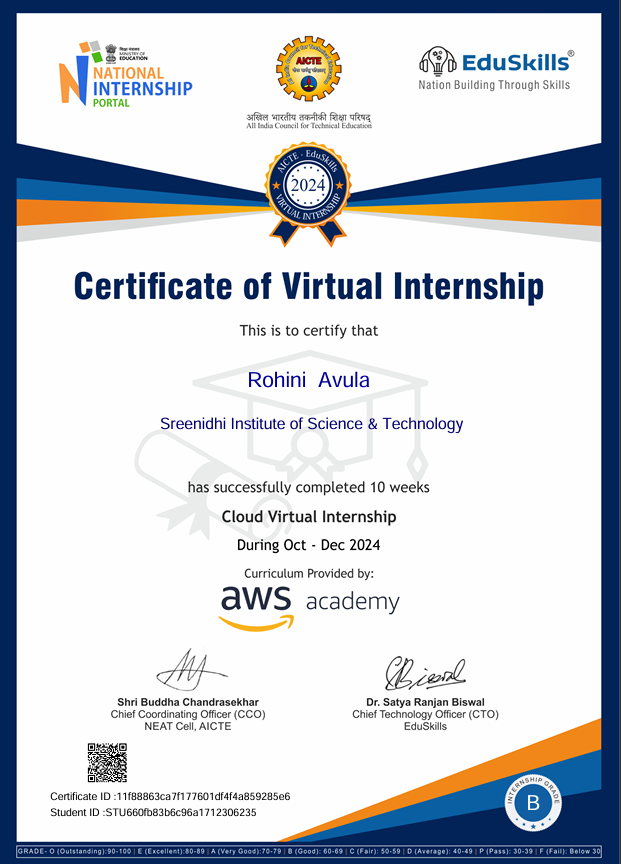 शिक्षा मंत्रालय
MINISTRY OF
EDUCATION
NATIONAL
INTERNSHIP
PORTAL
AICTE
EduSkills®
Nation Building Through Skills
अखिल भारतीय तकनीकी शिक्षा परिषद्
All India Council for Technical Education
AICTE - EduSkills
2024
VIRTUAL INTERNSHIP
Certificate of Virtual Internship
This is to certify that
Rohini Avula
Sreenidhi Institute of Science & Technology
has successfully completed 10 weeks
Cloud Virtual Internship
During Oct - Dec 2024
Curriculum Provided by:
aws academy
Shri Buddha Chandrasekhar
Chief Coordinating Officer (CCO)
NEAT Cell, AICTE
Biswal
Dr. Satya Ranjan Biswal
Chief Technology Officer (CTO)
EduSkills
Certificate ID :11f88863ca7f177601df4f4a859285e6
Student ID :STU660fb83b6c96a1712306235
INTERNSHIP GRADE
B
GRADE- O (Outstanding):90-100 | E (Excellent):80-89 | A (Very Good):70-79 | B (Good): 60-69 | C (Fair): 50-59 | D (Average): 40-49 | P (Pass): 30-39 | F (Fail): Below 30